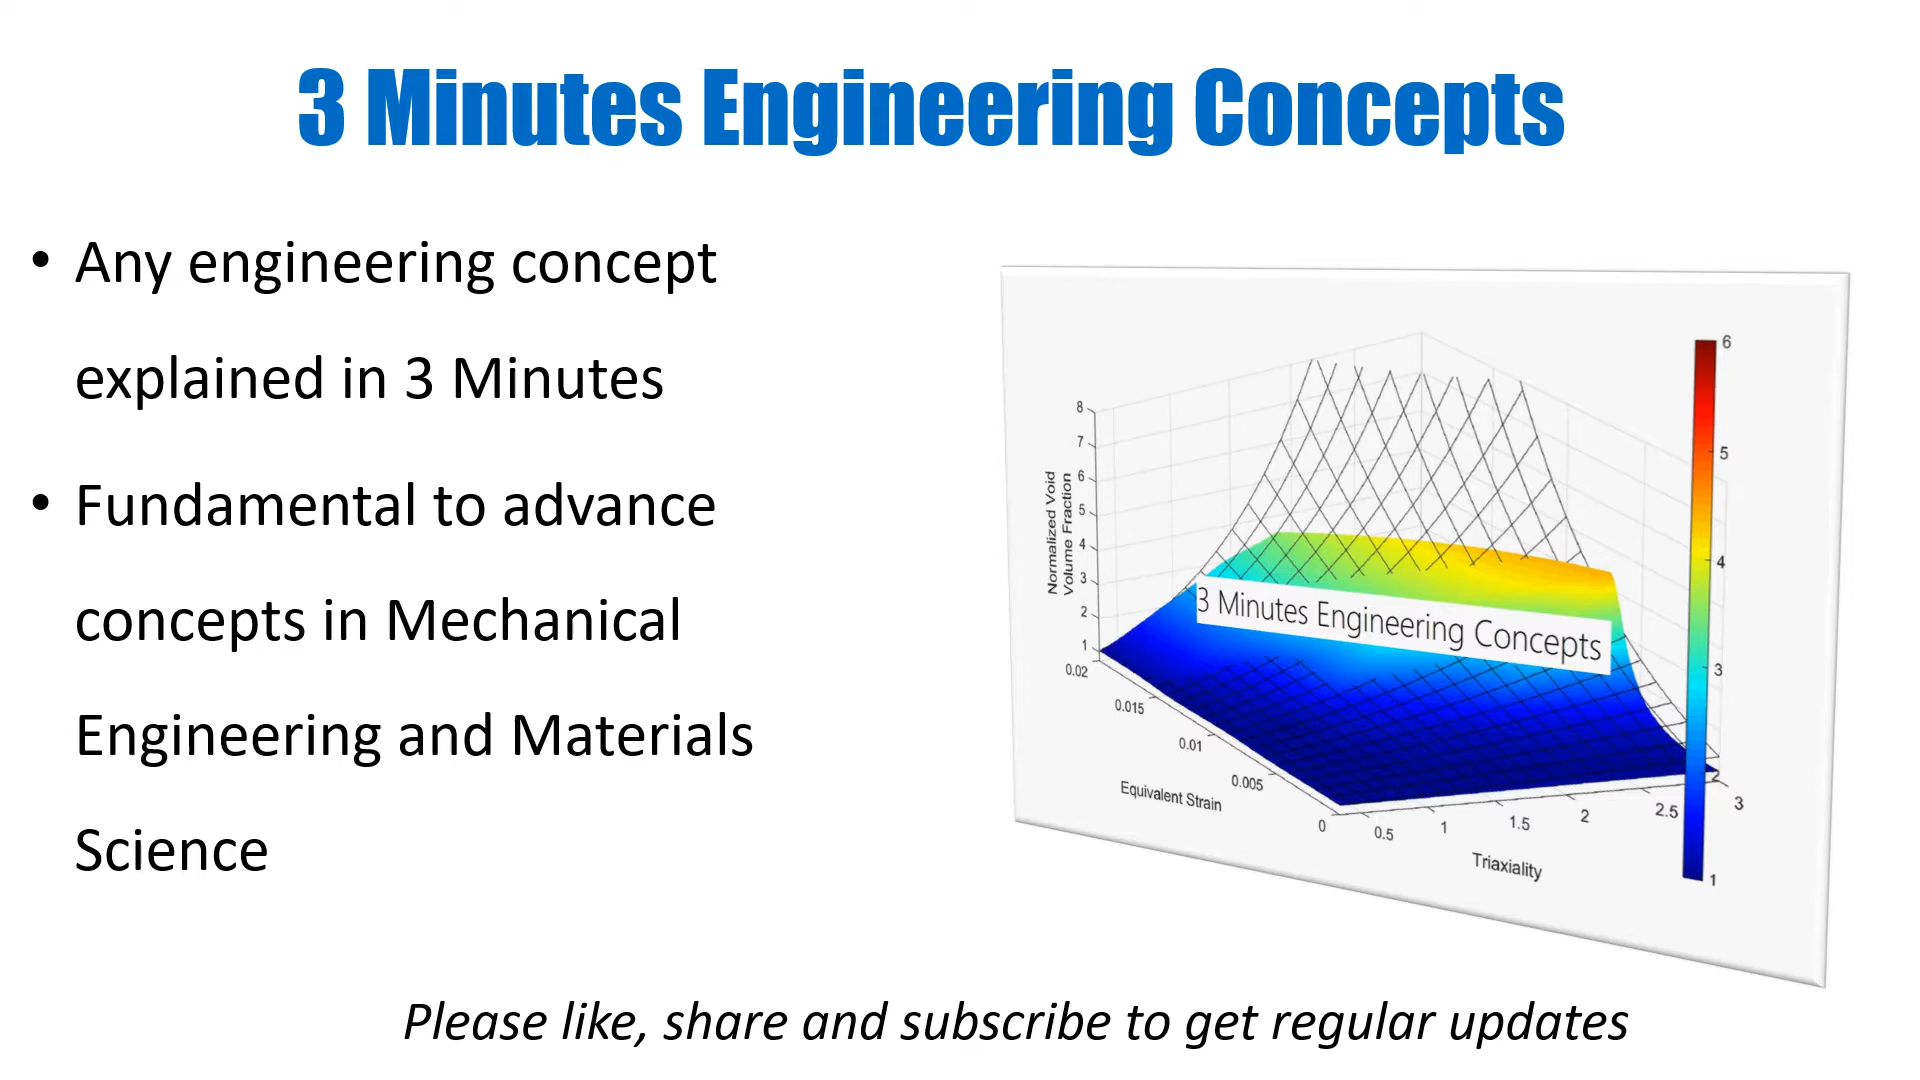 3 Minutes Engineering Concepts
• Any engineering concept
explained in 3 Minutes
• Fundamental to advance
concepts in Mechanical
Engineering and Materials
Science
Normalized Void
Volume Fraction
8
7
6
5
4
3
2
1
0.02
0.015
0.01
0.005
0
Equivalent Strain
0.5
1
1.5
2
2.5
3
Triaxiality
3 Minutes Engineering Concepts
6
5
4
3
2
1
Please like, share and subscribe to get regular updates